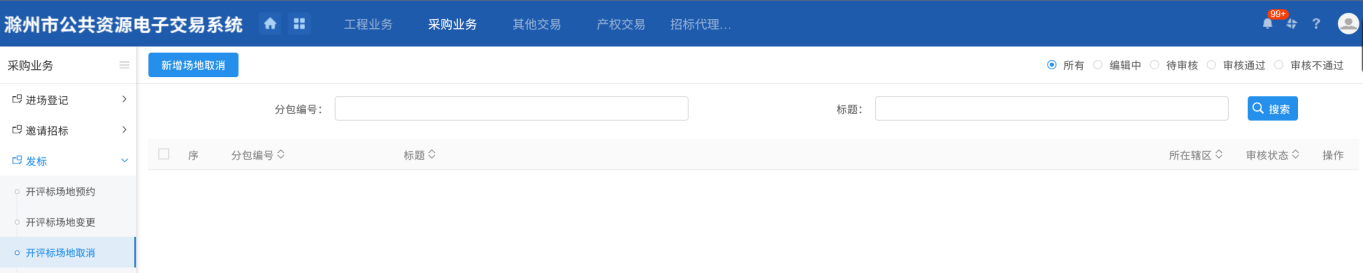 滁州市公共资源电子交易系统 工程业务 采购业务 其他交易 产权交易 招标代理... 99+ ?
采购业务 新增场地取消 所有 编辑中 待审核 审核通过 审核不通过
进场登记
分包编号: 标题: 搜索
邀请招标
发标
序 分包编号 标题 所在辖区 审核状态 操作
开评标场地预约
开评标场地变更
开评标场地取消